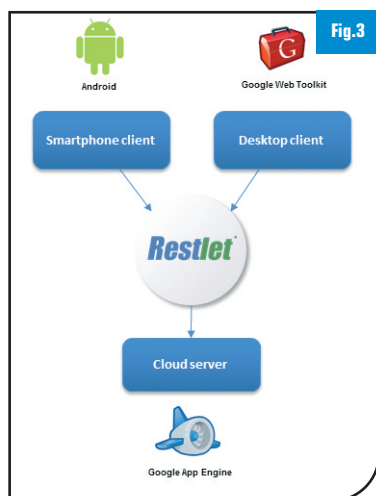 Fig.3
Android
Google Web Toolkit
G
Smartphone client
Desktop client
Restlet
Cloud server
Google App Engine